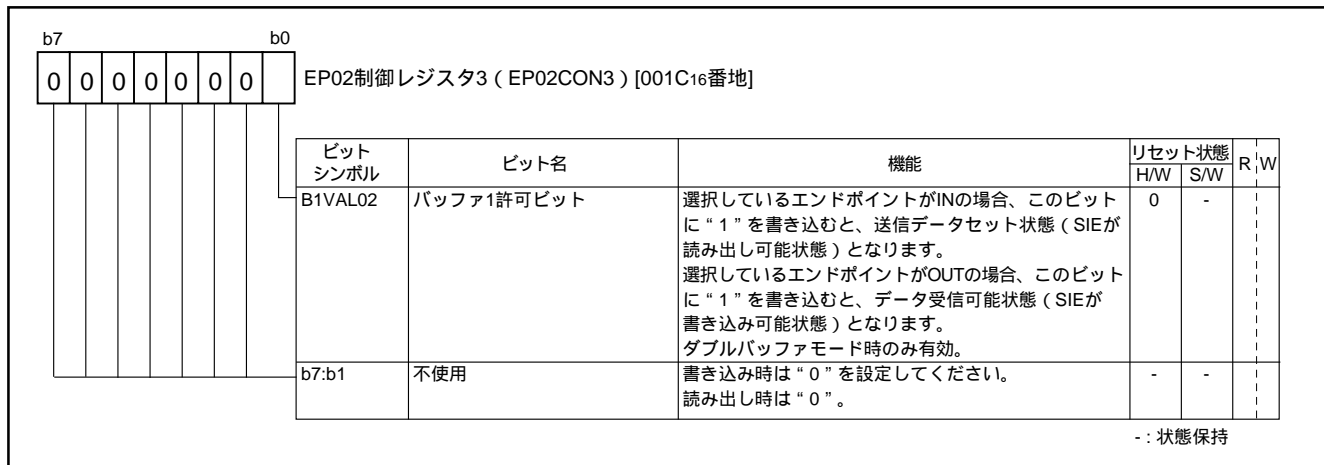 b7 b0
0 0 0 0 0 0 0 EP02制御レジスタ3（EP02CON3）[001C16番地]
ビット
シンボル ビット名 機能 リセット状態 R W
H/W S/W
B1VAL02 バッファ1許可ビット 選択しているエンドポイントがINの場合、このビット 0 -
に“1”を書き込むと、送信データセット状態（SIEが
読み出し可能状態）となります。
選択しているエンドポイントがOUTの場合、このビット
に“1”を書き込むと、データ受信可能状態（SIEが
書き込み可能状態）となります。
ダブルバッファモード時のみ有効。
b7:b1 不使用 書き込み時は“0”を設定してください。 - -
読み出し時は“0”。
-：状態保持